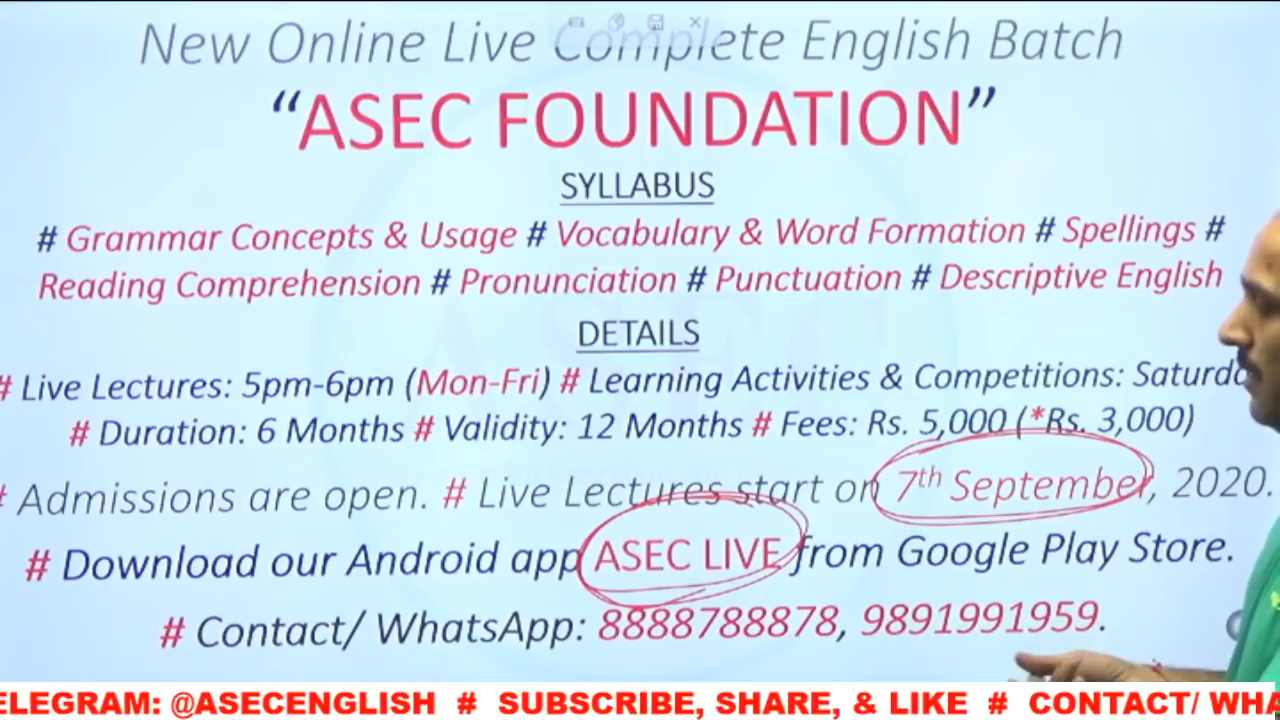 New Online Live Complete English Batch
“ASEC FOUNDATION”
SYLLABUS
# Grammar Concepts & Usage # Vocabulary & Word Formation # Spellings #
Reading Comprehension # Pronunciation # Punctuation # Descriptive English
DETAILS
# Live Lectures: 5pm-6pm (Mon-Fri) # Learning Activities & Competitions: Saturda
# Duration: 6 Months # Validity: 12 Months # Fees: Rs. 5,000 (*Rs. 3,000)
# Admissions are open. # Live Lectures start on 7th September, 2020.
# Download our Android app ASEC LIVE from Google Play Store.
# Contact/ WhatsApp: 8888788878, 9891991959.
ELEGRAM: @ASECENGLISH # SUBSCRIBE, SHARE, & LIKE # CONTACT/ WHA